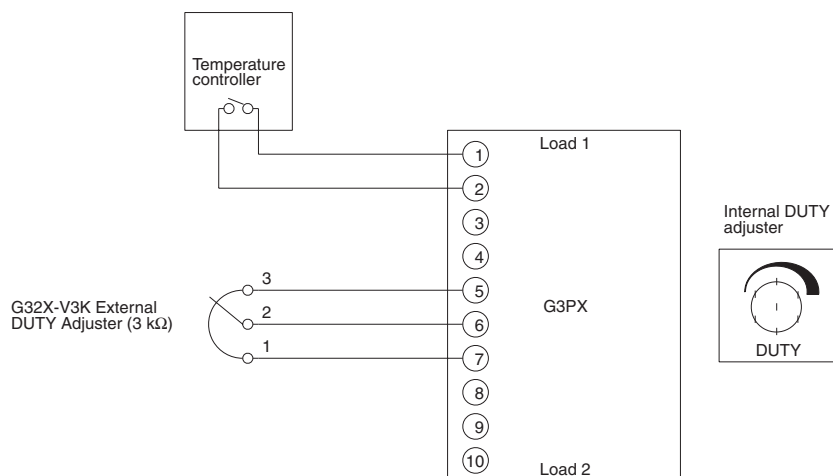 Temperature
controller
Load 1
1
2
3
4
5
6
7
8
9
10
G3PX
Load 2
3
2
1
G32X-V3K External
DUTY Adjuster (3 kΩ)
Internal DUTY
adjuster
DUTY